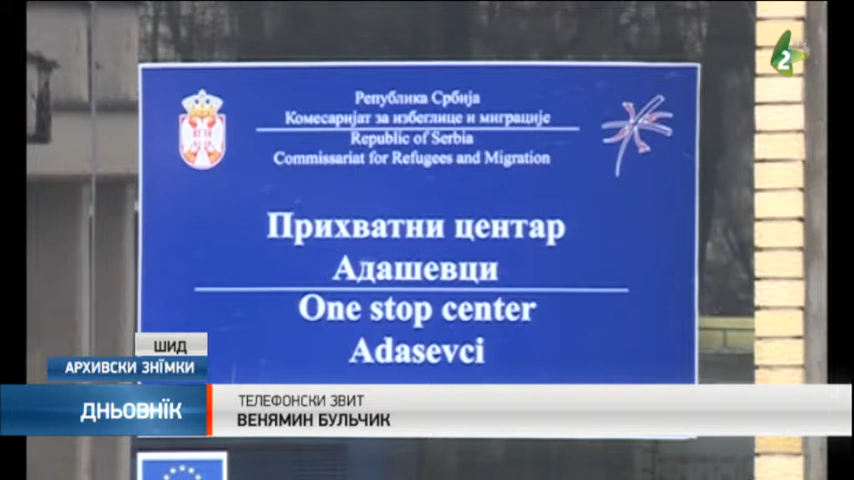 2
Република Србија
Комесаријат за избеглице и миграције
Republic of Serbia
Commissariat for Refugees and Migration
Прихватни центар
Адашевци
One stop center
Adasevci
ШИД
АРХИВСКИ ЗНЇМКИ
ДНЬОВНЇК
ТЕЛЕФОНСКИ ЗВИТ
ВЕНЯМИН БУЛЬЧИК